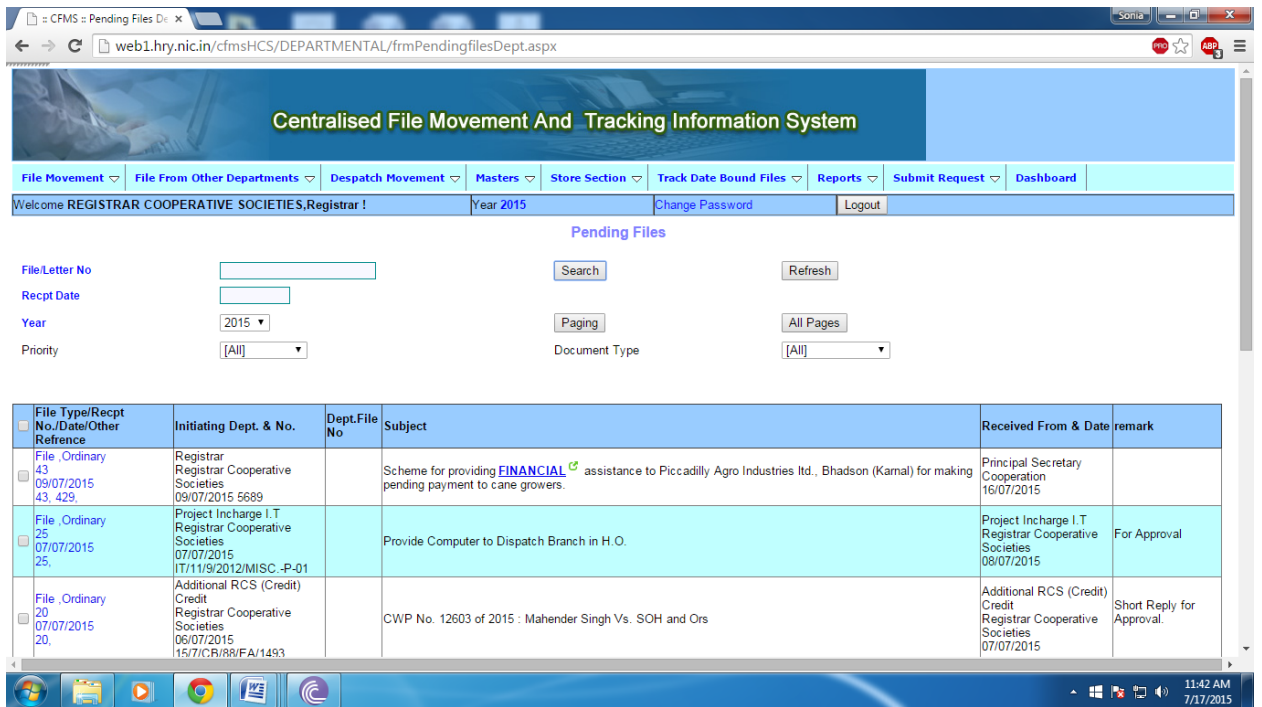 :: CFMS :: Pending Files De
Sonia
web1.hry.nic.in/cfmsHCS/DEPARTMENTAL/frmPendingfilesDept.aspx
PRO
ABP
3
Centralised File Movement And Tracking Information System
File Movement File From Other Departments Despatch Movement Masters Store Section Track Date Bound Files Reports Submit Request Dashboard
Welcome REGISTRAR COOPERATIVE SOCIETIES,Registrar ! Year 2015 Change Password Logout
Pending Files
File/Letter No Search Refresh
Recpt Date
Year 2015 Paging All Pages
Priority [All] Document Type [All]
File Type/Recpt
No./Date/Other
Refrence
Initiating Dept. & No.
Dept.File
No
Subject
Received From & Date
remark
File ,Ordinary
43
09/07/2015
43, 429,
Registrar
Registrar Cooperative
Societies
09/07/2015 5689
Scheme for providing FINANCIAL assistance to Piccadilly Agro Industries ltd., Bhadson (Karnal) for making
pending payment to cane growers.
Principal Secretary
Cooperation
16/07/2015
File ,Ordinary
25
07/07/2015
25,
Project Incharge I.T
Registrar Cooperative
Societies
07/07/2015
IT/11/9/2012/MISC.-P-01
Provide Computer to Dispatch Branch in H.O.
Project Incharge I.T
Registrar Cooperative
Societies
08/07/2015
For Approval
File ,Ordinary
20
07/07/2015
20,
Additional RCS (Credit)
Credit
Registrar Cooperative
Societies
06/07/2015
15/7/CB/88/EA/1493
CWP No. 12603 of 2015 : Mahender Singh Vs. SOH and Ors
Additional RCS (Credit)
Credit
Registrar Cooperative
Societies
07/07/2015
Short Reply for
Approval.
11:42 AM
7/17/2015